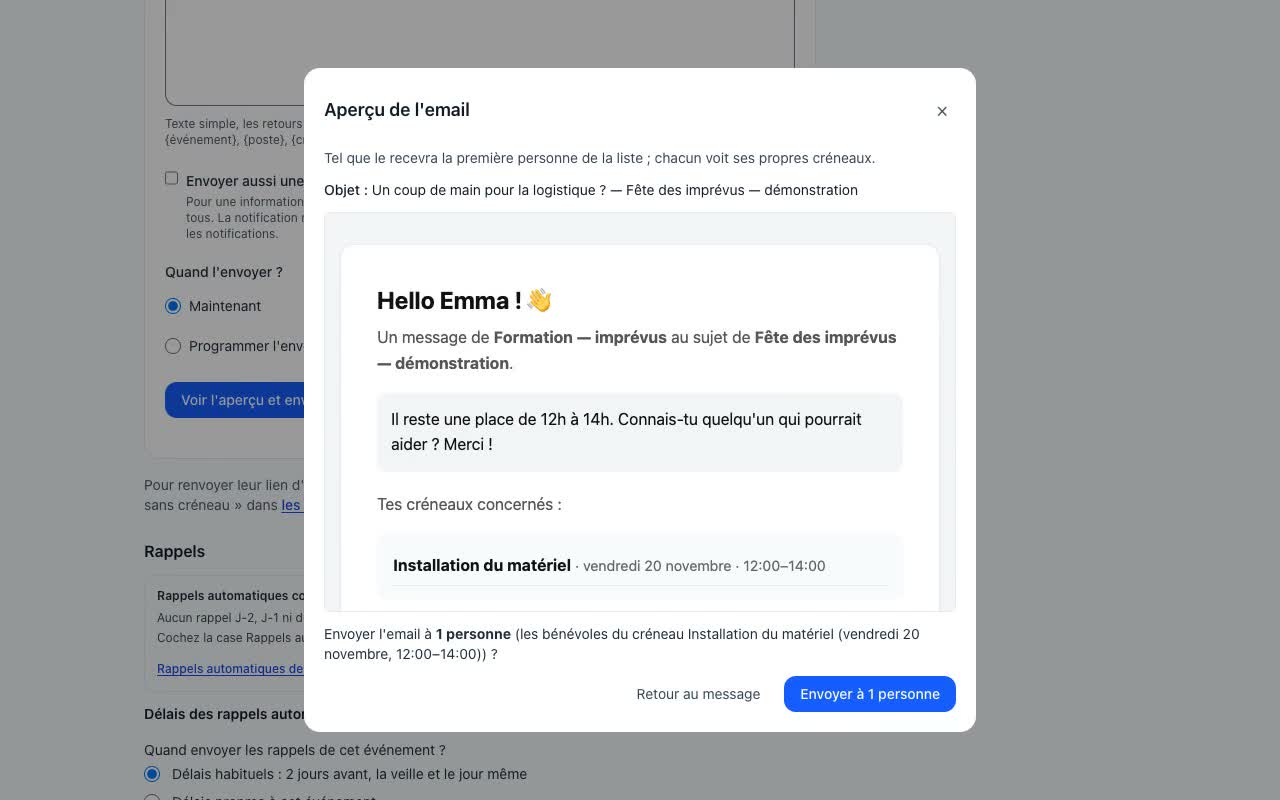 Aperçu de l'email
×
Tel que le recevra la première personne de la liste ; chacun voit ses propres créneaux.
Objet : Un coup de main pour la logistique ? — Fête des imprévus — démonstration
Hello Emma ! 👋
Un message de Formation — imprévus au sujet de Fête des imprévus
— démonstration.
Il reste une place de 12h à 14h. Connais-tu quelqu'un qui pourrait
aider ? Merci !
Tes créneaux concernés :
Installation du matériel · vendredi 20 novembre · 12:00–14:00
Envoyer l'email à 1 personne (les bénévoles du créneau Installation du matériel (vendredi 20
novembre, 12:00–14:00)) ?
Retour au message
Envoyer à 1 personne
Texte simple, les retours
{événement}, {poste}
Envoyer aussi une
Pour une information
tous. La notification
les notifications.
Quand l'envoyer ?
Maintenant
Programmer
Voir l'aperçu et
Pour renvoyer leur lien
sans créneau » dans les
Rappels
Rappels automatiques
Aucun rappel J-2, J-1 ni
Cochez la case Rappels
Rappels automatiques
Délais des rappels
Quand envoyer les rappels de cet événement ?
Délais habituels : 2 jours avant, la veille et le jour même